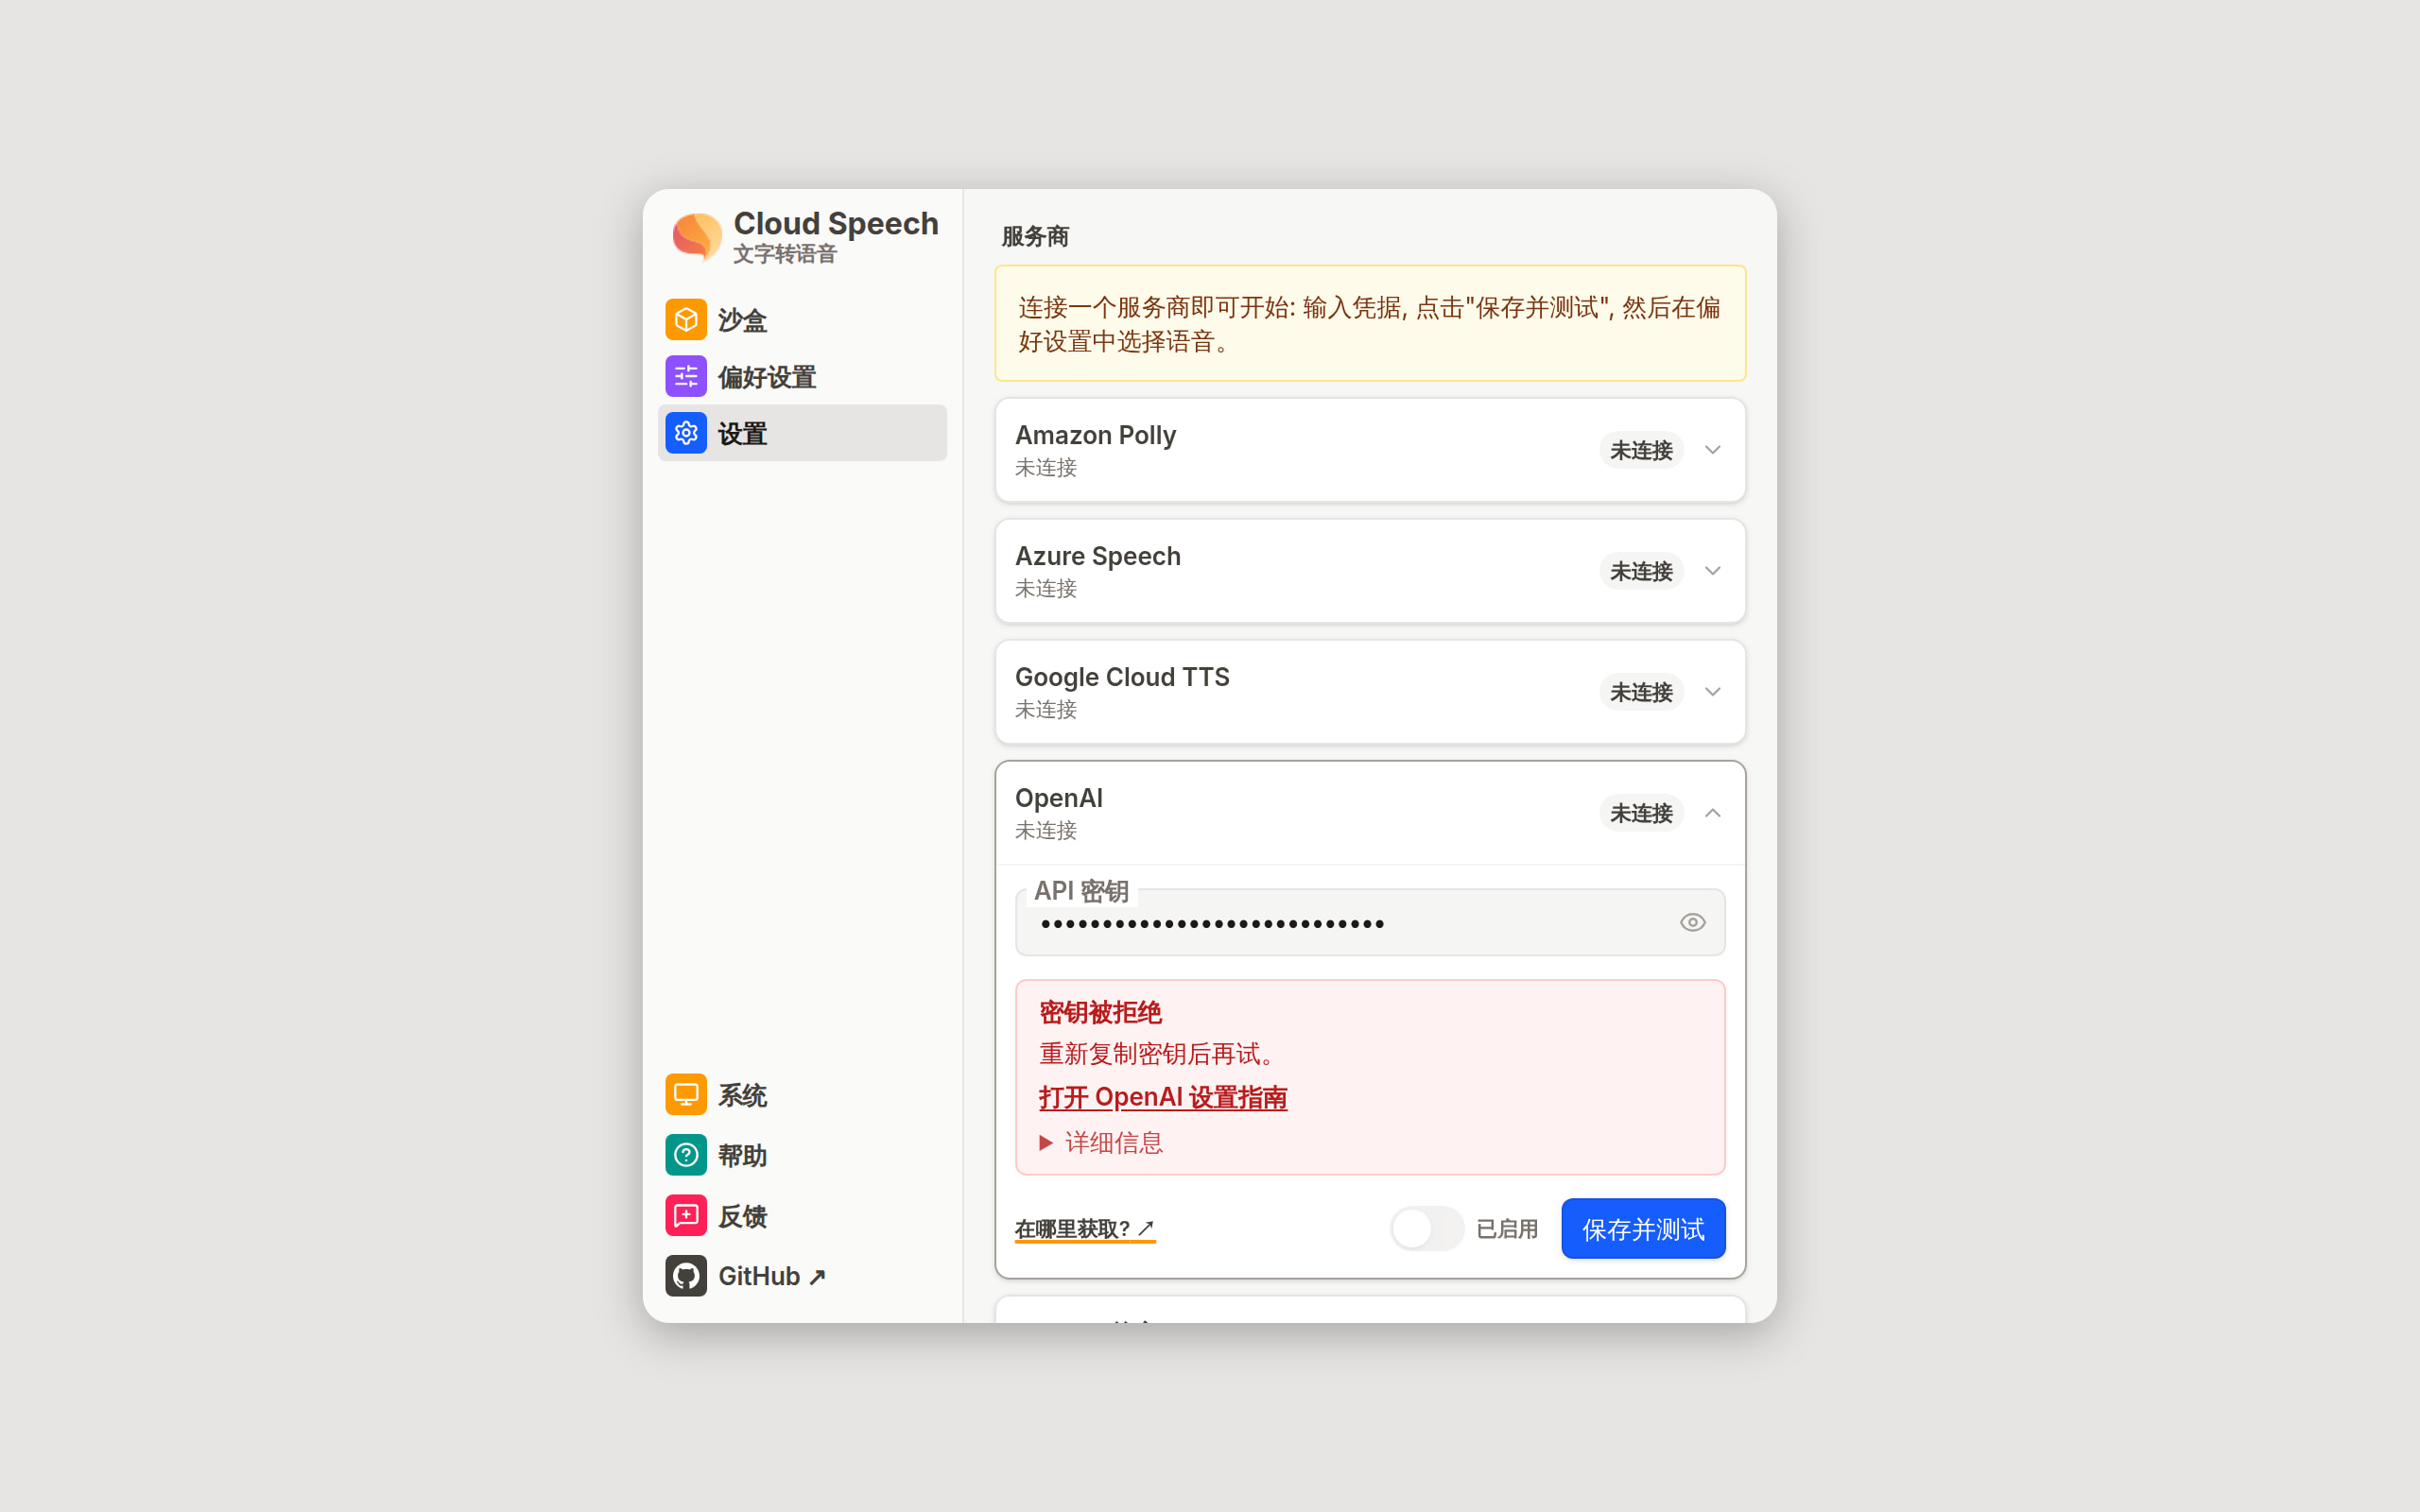 Cloud Speech
文字转语音
沙盒
偏好设置
设置
系统
帮助
反馈
GitHub ↗
服务商
连接一个服务商即可开始: 输入凭据, 点击"保存并测试", 然后在偏
好设置中选择语音。
Amazon Polly
未连接
未连接
Azure Speech
未连接
未连接
Google Cloud TTS
未连接
未连接
OpenAI
未连接
未连接
API 密钥
••••••••••••••••••••••••••••
密钥被拒绝
重新复制密钥后再试。
打开 OpenAI 设置指南
▶ 详细信息
在哪里获取? ↗
已启用
保存并测试